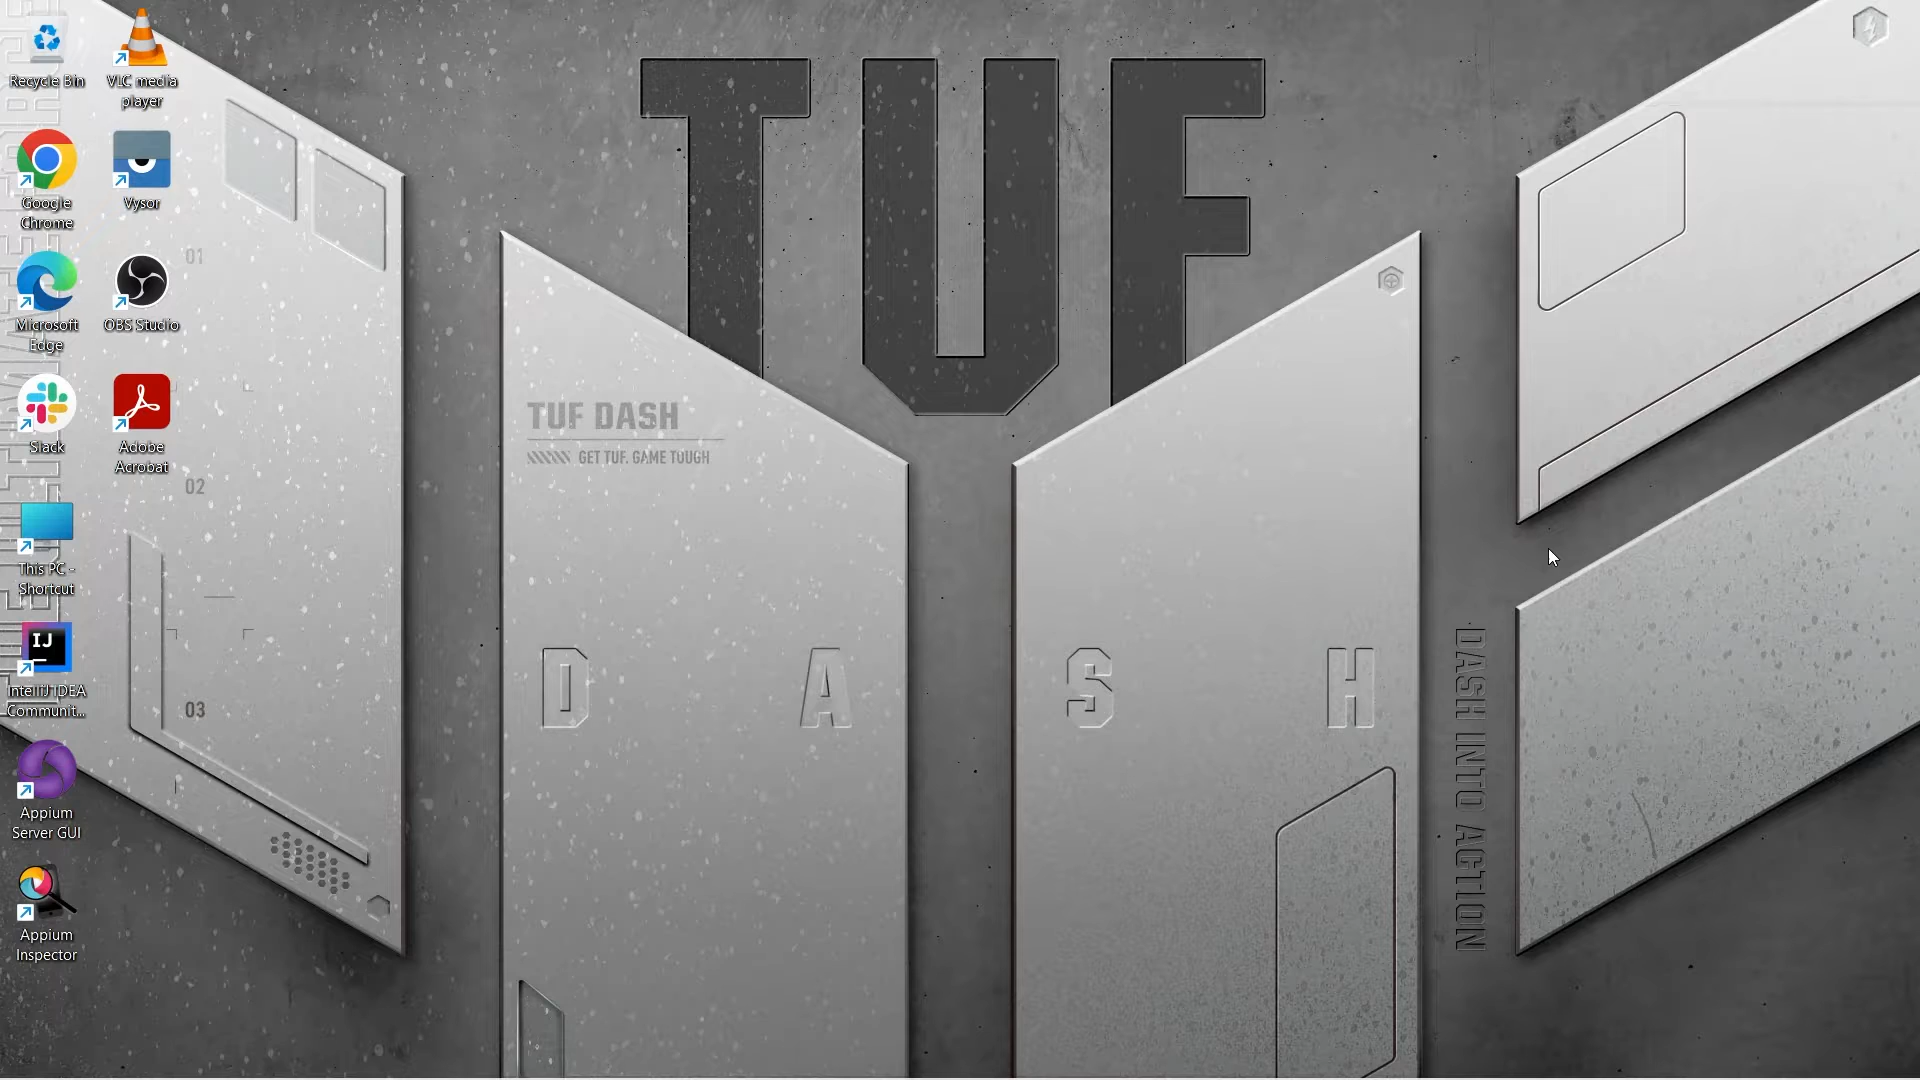 Recycle Bin
VLC media
player
Google
Chrome
Vysor
Microsoft
Edge
OBS Studio
Slack
Adobe
Acrobat
This PC -
Shortcut
IntelliJ IDEA
Communit...
IJ
Appium
Server GUI
Appium
Inspector
01
02
03
TUF
TUF DASH
GET TUF. GAME TOUGH
D A S H
DASH INTO ACTION